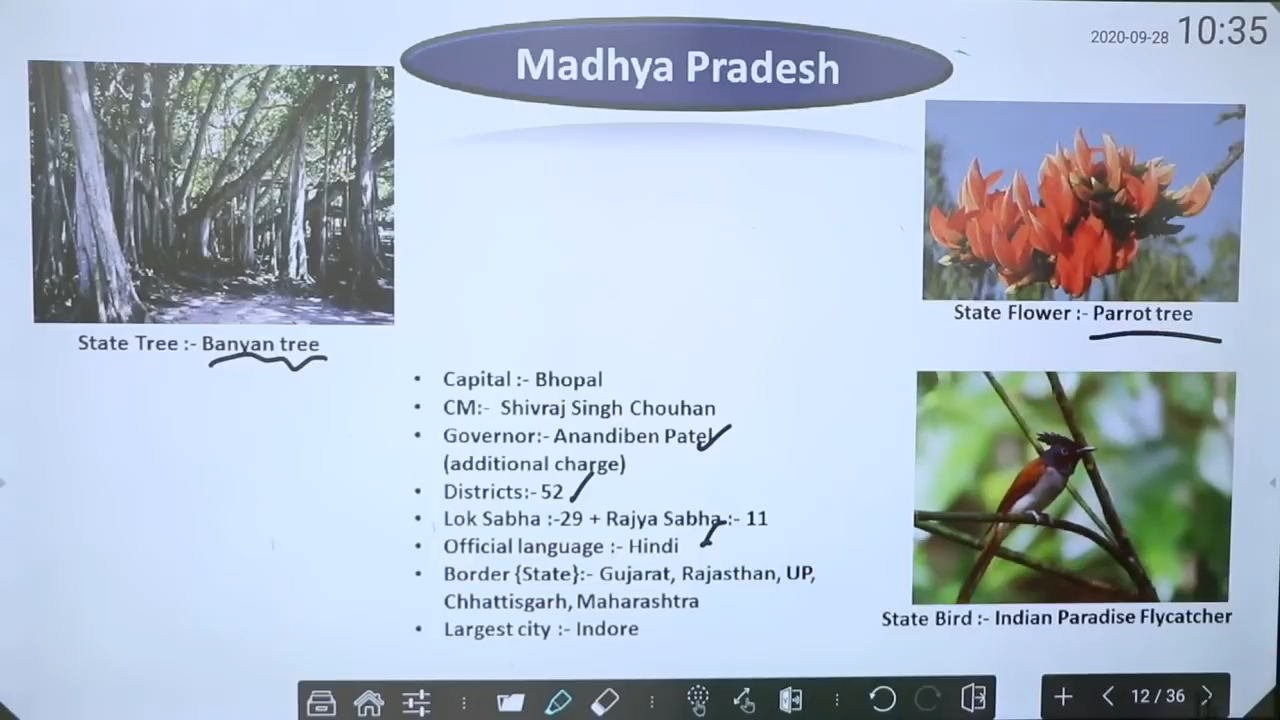 2020-09-28 10:35
Madhya Pradesh
State Tree :- Banyan tree
State Flower :- Parrot tree
• Capital :- Bhopal
• CM:- Shivraj Singh Chouhan
• Governor:- Anandiben Patel
(additional charge)
• Districts:- 52
• Lok Sabha :-29 + Rajya Sabha :- 11
• Official language :- Hindi
• Border {State}:- Gujarat, Rajasthan, UP,
Chhattisgarh, Maharashtra
• Largest city :- Indore
State Bird :- Indian Paradise Flycatcher
12 / 36